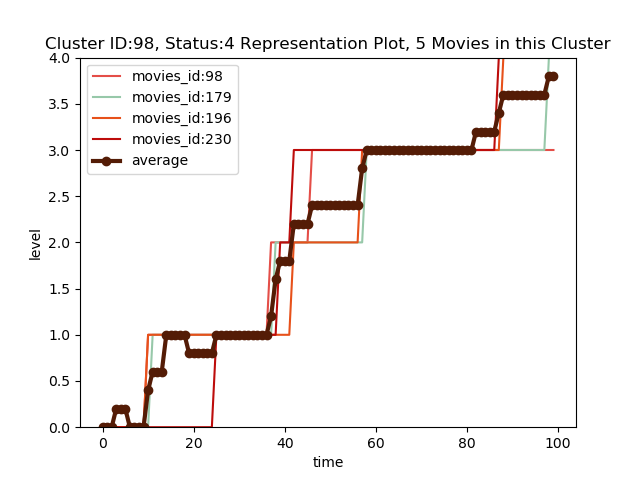 Cluster ID:98, Status:4 Representation Plot, 5 Movies in this Cluster
movies_id:98
movies_id:179
movies_id:196
movies_id:230
average
4.0
3.5
3.0
2.5
2.0
1.5
1.0
0.5
0.0
level
0
20
40
60
80
100
time